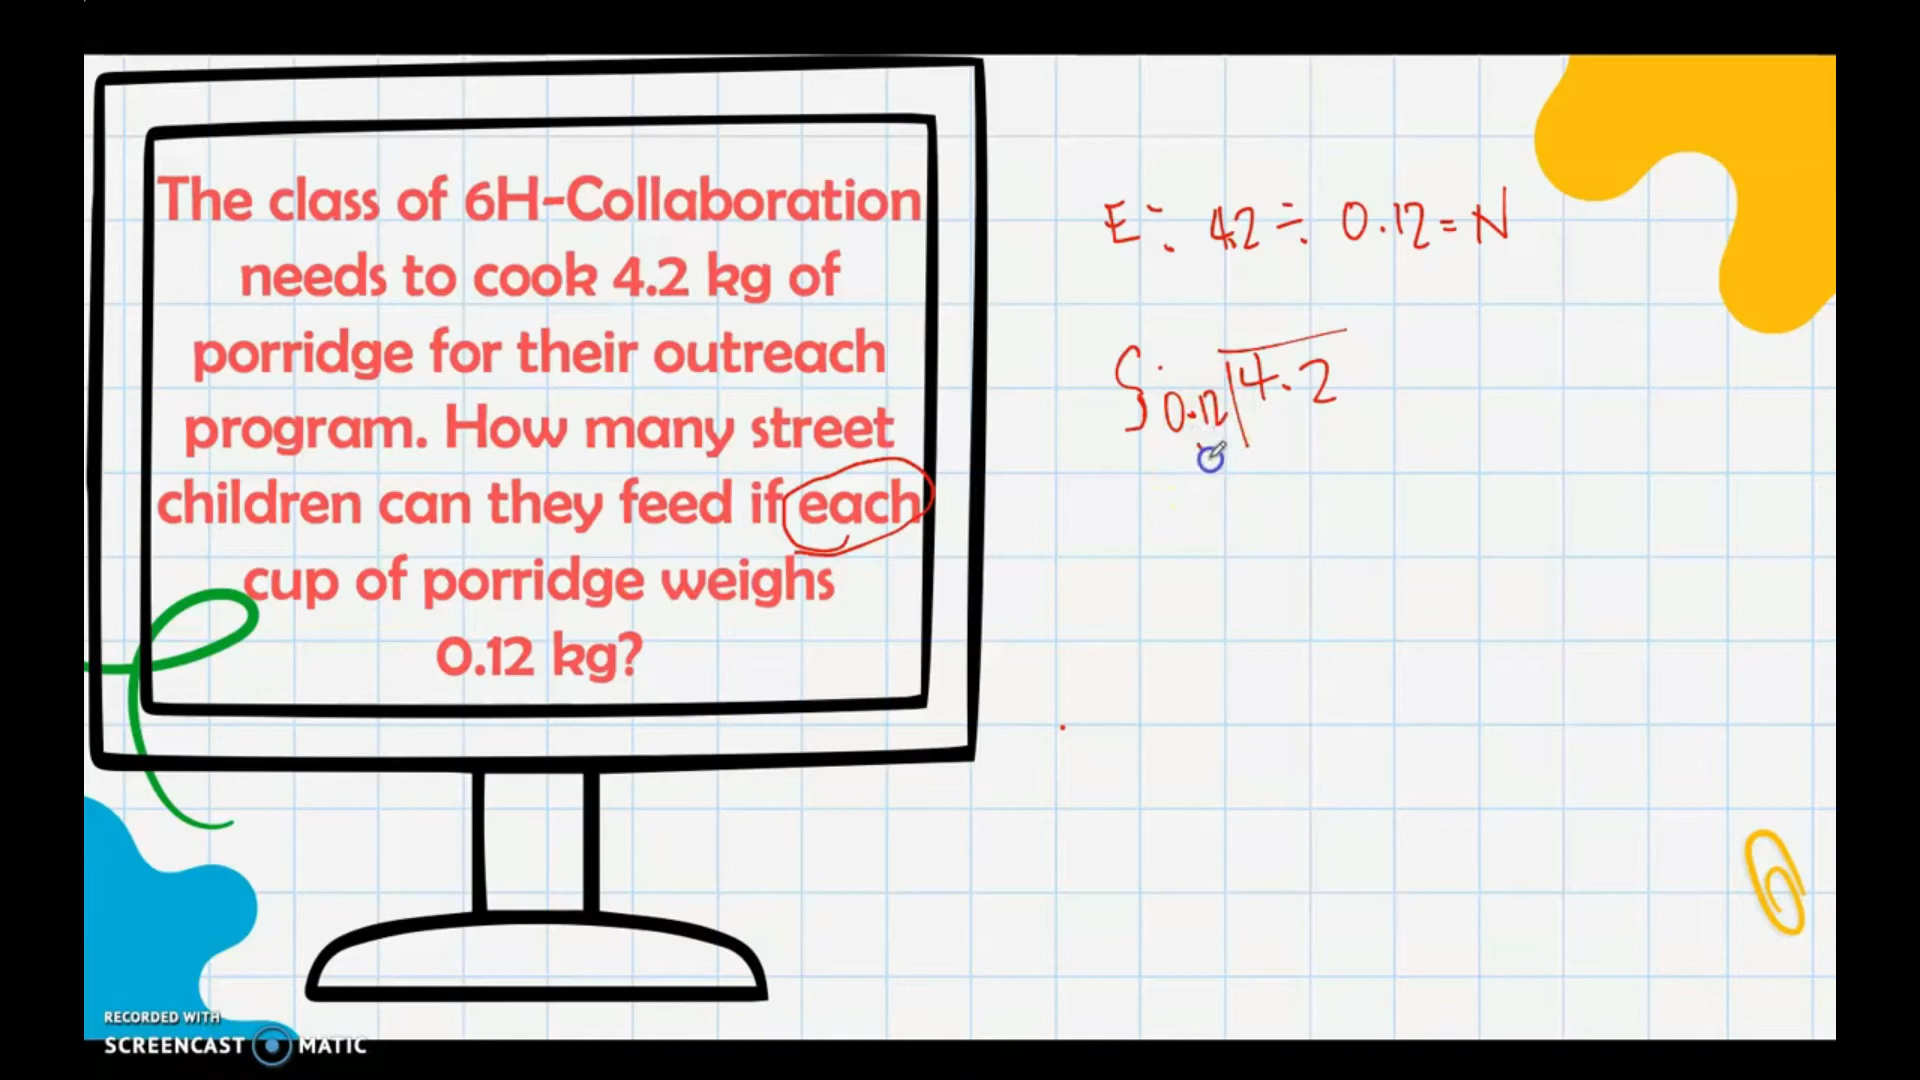 The class of 6H-Collaboration
needs to cook 4.2 kg of
porridge for their outreach
program. How many street
children can they feed if each
cup of porridge weighs
0.12 kg?
E: 4.2 ÷ 0.12 = N
S: 0.12 4.2
RECORDED WITH
SCREENCAST MATIC